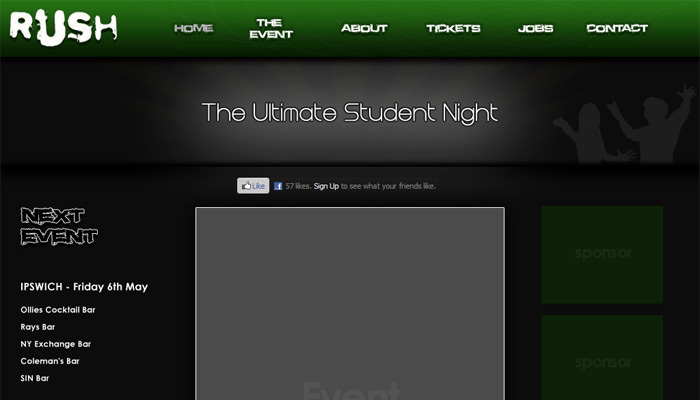 RUSH
HOME
THE EVENT
ABOUT
TICKETS
JOBS
CONTACT
The Ultimate Student Night
Like
57 likes. Sign Up to see what your friends like.
NEXT
EVENT
IPSWICH - Friday 6th May
Ollies Cocktail Bar
Rays Bar
NY Exchange Bar
Coleman's Bar
SIN Bar
Event
sponsor
sponsor